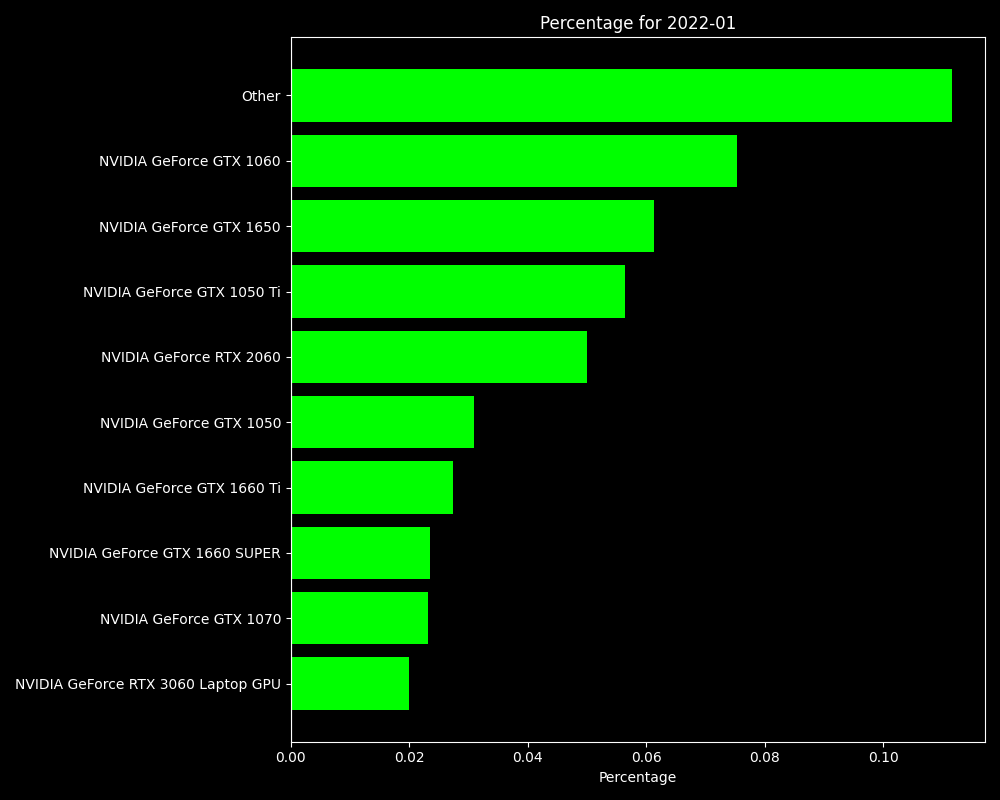 Percentage for 2022-01
Other
NVIDIA GeForce GTX 1060
NVIDIA GeForce GTX 1650
NVIDIA GeForce GTX 1050 Ti
NVIDIA GeForce RTX 2060
NVIDIA GeForce GTX 1050
NVIDIA GeForce GTX 1660 Ti
NVIDIA GeForce GTX 1660 SUPER
NVIDIA GeForce GTX 1070
NVIDIA GeForce RTX 3060 Laptop GPU
0.00 0.02 0.04 0.06 0.08 0.10
Percentage